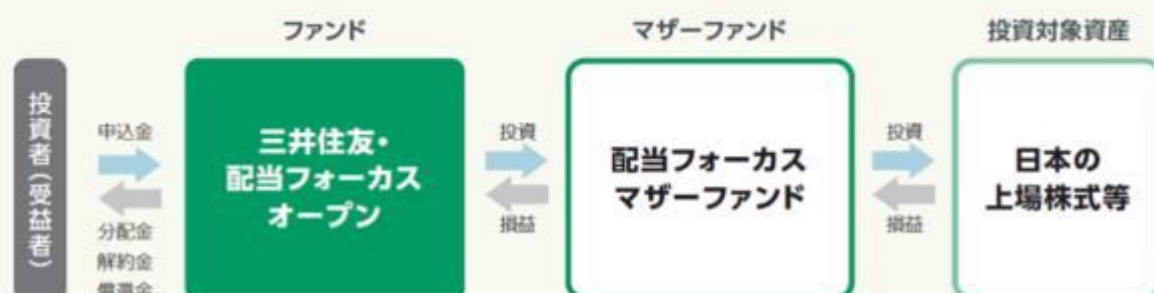 ファンド
マザーファンド
投資対象資産
投資者(受益者)
申込金
分配金
解約金
償還金
三井住友・
配当フォーカス
オープン
投資
損益
配当フォーカス
マザーファンド
投資
損益
日本の
上場株式等